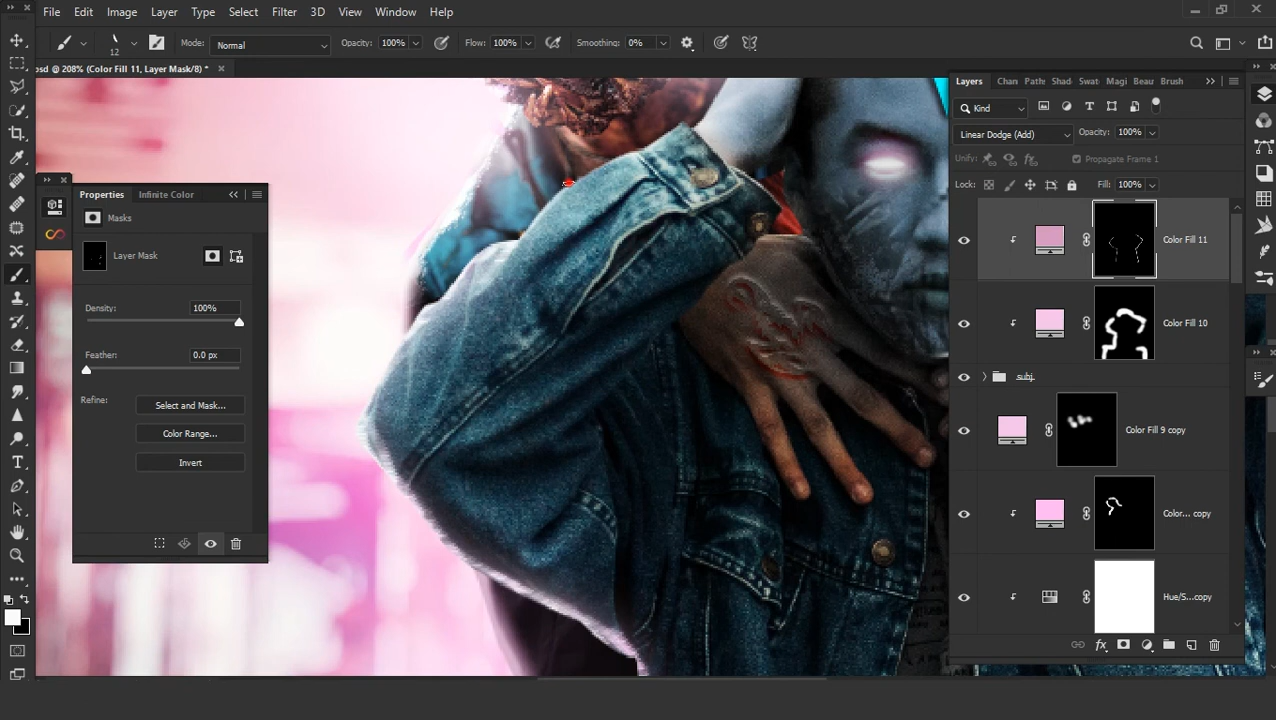 File Edit Image Layer Type Select Filter 3D View Window Help
12 Mode: Normal Opacity: 100% Flow: 100% Smoothing: 0%
psd @ 208% (Color Fill 11, Layer Mask/8) *
Properties Infinite Color
Masks
Layer Mask
Density: 100%
Feather: 0.0 px
Refine: Select and Mask...
Color Range...
Invert
Layers Chan Paths Shad Swat Magi Beau Brush
Kind
Linear Dodge (Add) Opacity: 100%
Unify: Propagate Frame 1
Lock: Fill: 100%
Color Fill 11
Color Fill 10
subj.
Color Fill 9 copy
Color... copy
Hue/S...copy